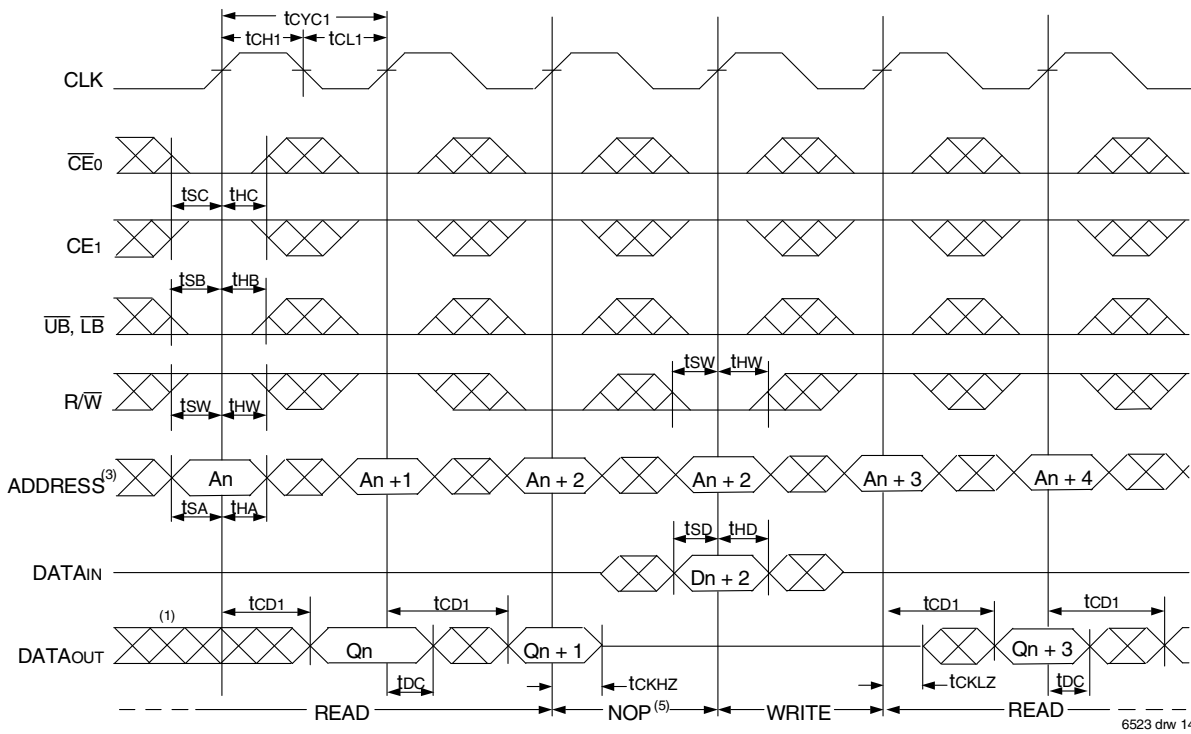 tCYC1
tCH1 tCL1
CLK
CE0
tSC tHC
CE1
tSB tHB
UB, LB
tSW tHW
R/W
tSW tHW
ADDRESS(3) An An +1 An + 2 An + 2 An + 3 An + 4
tSA tHA
tSD tHD
DATAIN Dn + 2
tCD1 tCD1 tCD1 tCD1
(1)
DATAOUT Qn Qn + 1 Qn + 3
tDC tCKHZ tCKLZ tDC
READ NOP(5) WRITE READ
6523 drw 14